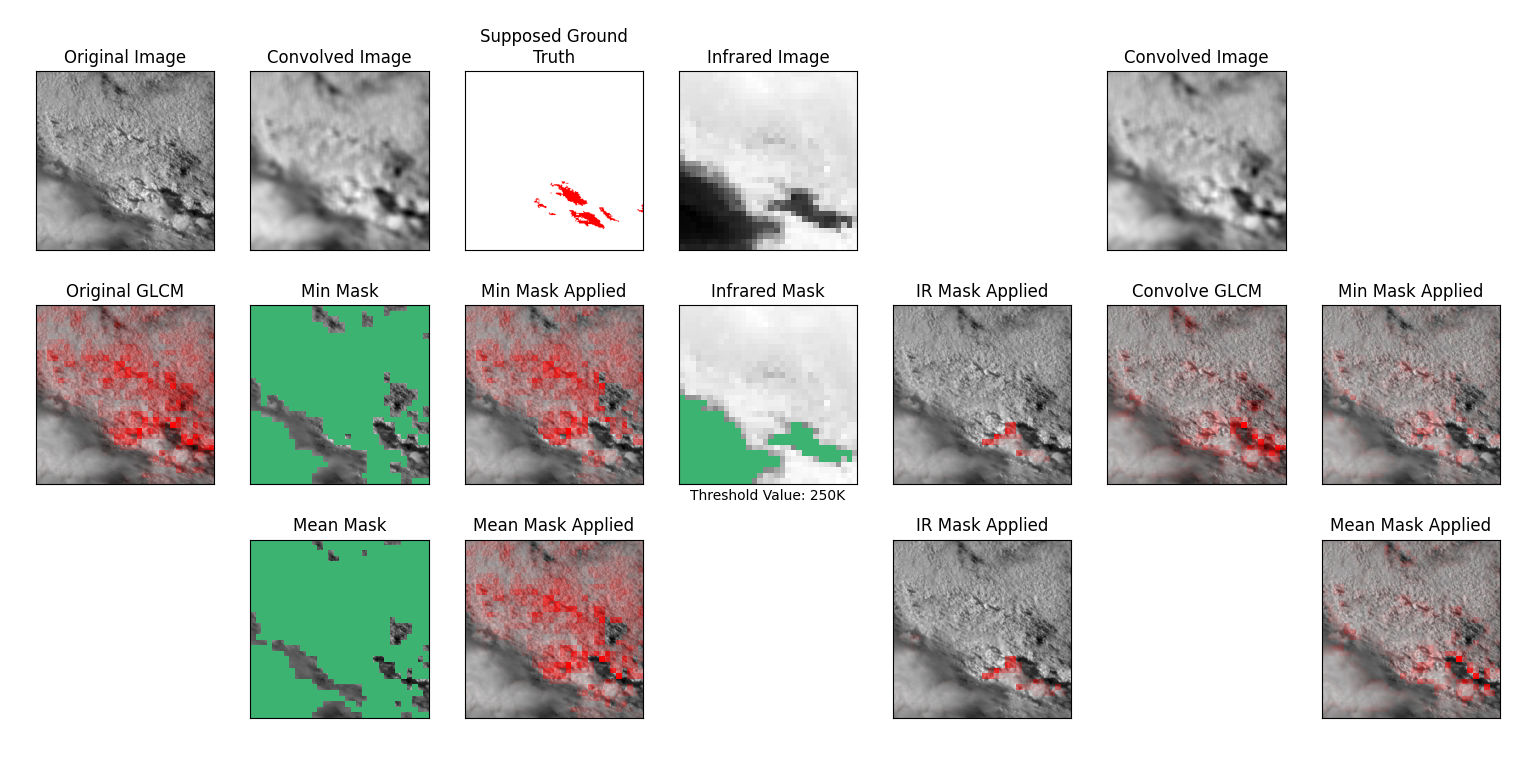 Original Image
Convolved Image
Supposed Ground
Truth
Infrared Image
Convolved Image
Original GLCM
Min Mask
Min Mask Applied
Infrared Mask
IR Mask Applied
Convolve GLCM
Min Mask Applied
Threshold Value: 250K
Mean Mask
Mean Mask Applied
IR Mask Applied
Mean Mask Applied